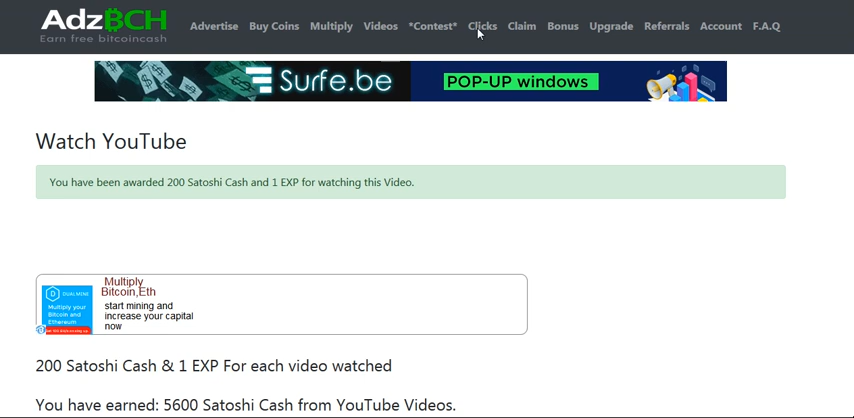 AdzBCH
Earn free bitcoincash
Advertise Buy Coins Multiply Videos *Contest* Clicks Claim Bonus Upgrade Referrals Account F.A.Q
Surfe.be POP-UP windows
Watch YouTube
You have been awarded 200 Satoshi Cash and 1 EXP for watching this Video.
Multiply
Bitcoin,Eth
start mining and
increase your capital
now
Multiply your
Bitcoin and
Ethereum!
200 Satoshi Cash & 1 EXP For each video watched
You have earned: 5600 Satoshi Cash from YouTube Videos.